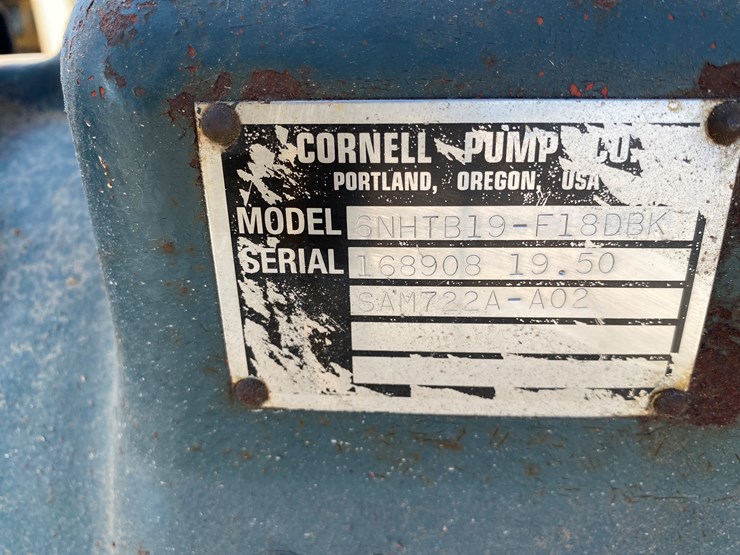 CORNELL PUMP CO.
PORTLAND, OREGON, USA
MODEL 6NHTB19-F18DBK
SERIAL 168908 19.50
SAM722A-A02